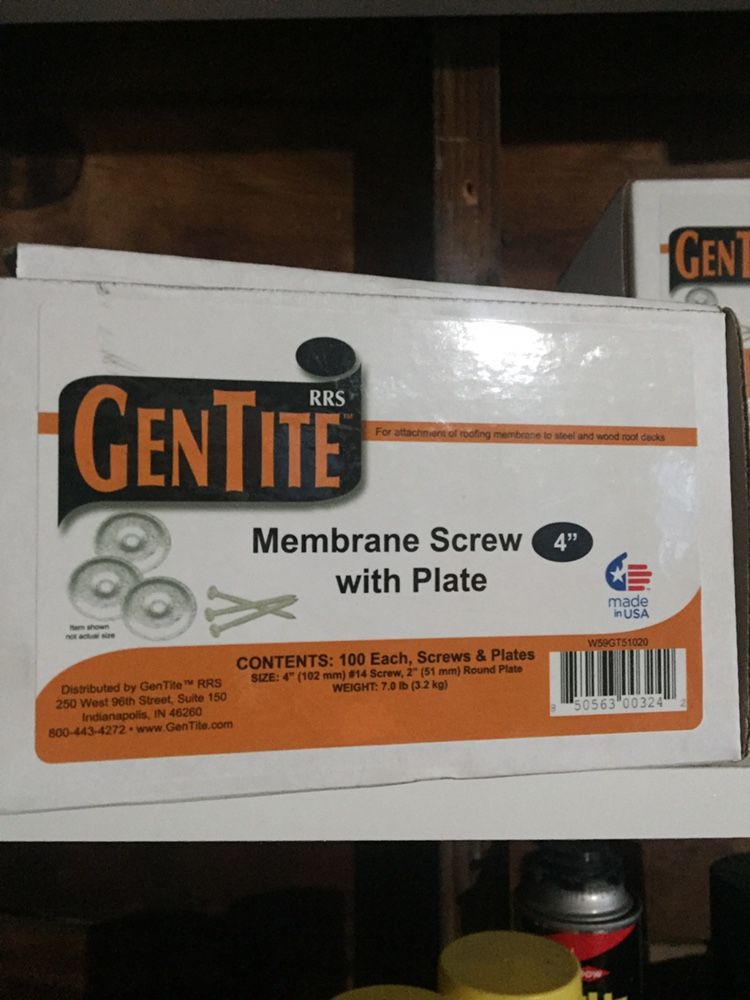 GENT
RRS
GENTITE™
For attachment of roofing membrane to steel and wood roof decks
Membrane Screw 4"
with Plate
Item shown
not actual size
made
in USA
W59GT51020
CONTENTS: 100 Each, Screws & Plates
SIZE: 4" (102 mm) #14 Screw, 2" (51 mm) Round Plate
WEIGHT: 7.0 lb (3.2 kg)
Distributed by GenTite™ RRS
250 West 96th Street, Suite 150
Indianapolis, IN 46260
800-443-4272 • www.GenTite.com
8 50563 00324 2